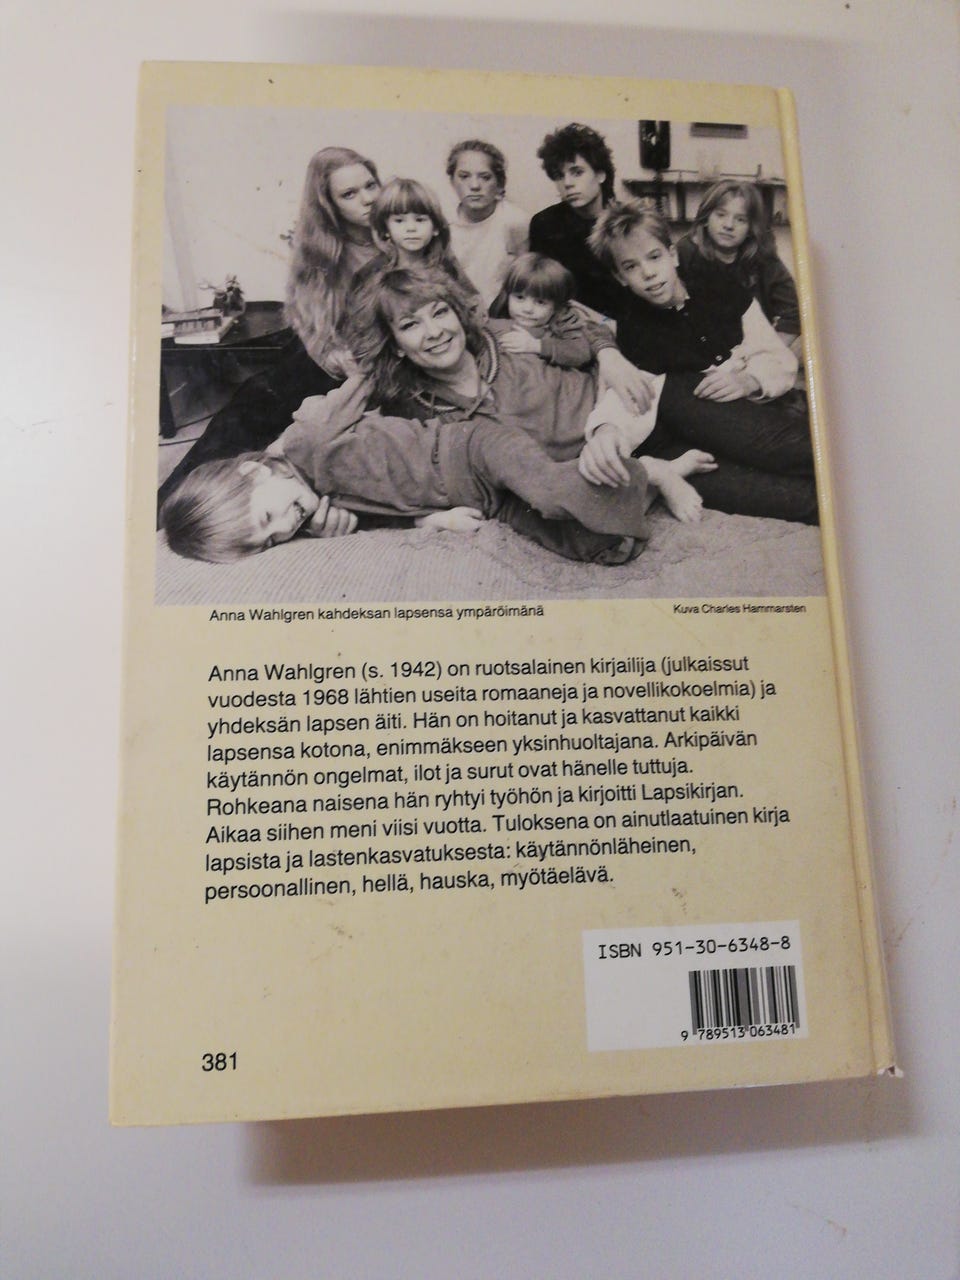 Anna Wahlgren kahdeksan lapsensa ympäröimänä
Kuva Charles Hammarsten
Anna Wahlgren (s. 1942) on ruotsalainen kirjailija (julkaissut
vuodesta 1968 lähtien useita romaaneja ja novellikokoelmia) ja
yhdeksän lapsen äiti. Hän on hoitanut ja kasvattanut kaikki
lapsensa kotona, enimmäkseen yksinhuoltajana. Arkipäivän
käytännön ongelmat, ilot ja surut ovat hänelle tuttuja.
Rohkeana naisena hän ryhtyi työhön ja kirjoitti Lapsikirjan.
Aikaa siihen meni viisi vuotta. Tuloksena on ainutlaatuinen kirja
lapsista ja lastenkasvatuksesta: käytännönläheinen,
persoonallinen, hellä, hauska, myötäelävä.
ISBN 951-30-6348-8
9 789513 063481
381